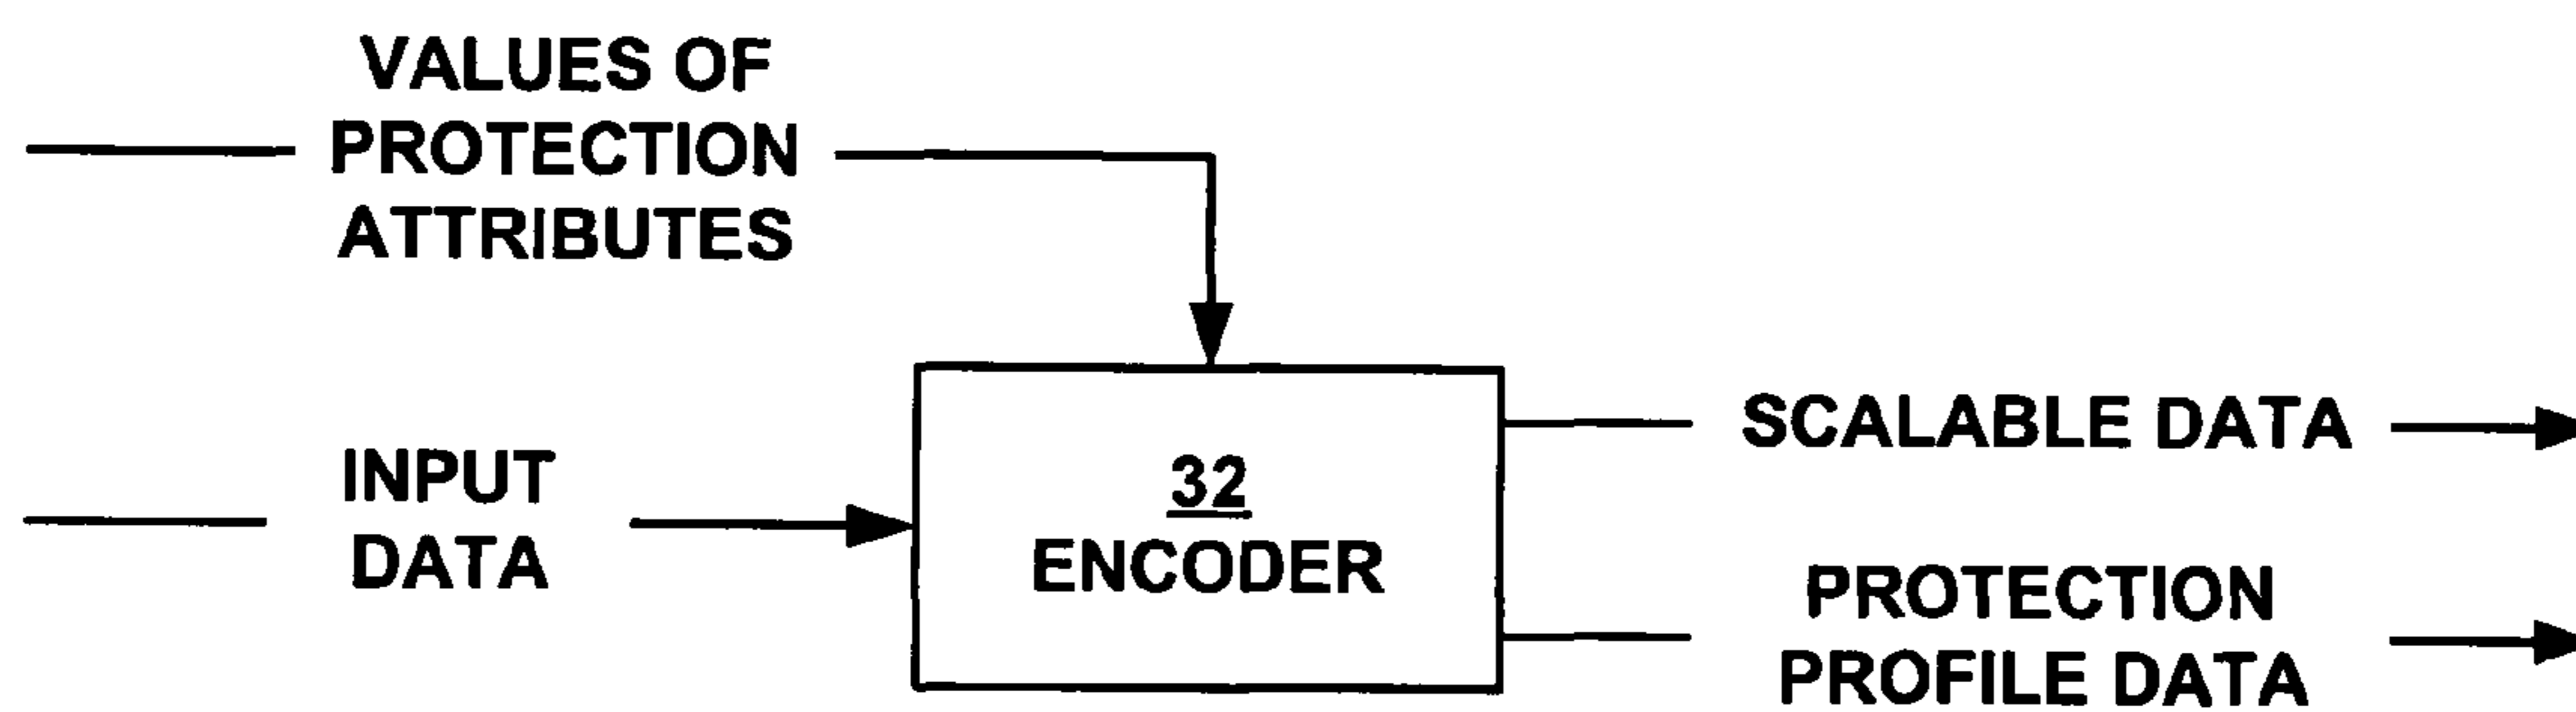 VALUES OF
PROTECTION
ATTRIBUTES
INPUT
DATA
32
ENCODER
SCALABLE DATA
PROTECTION
PROFILE DATA